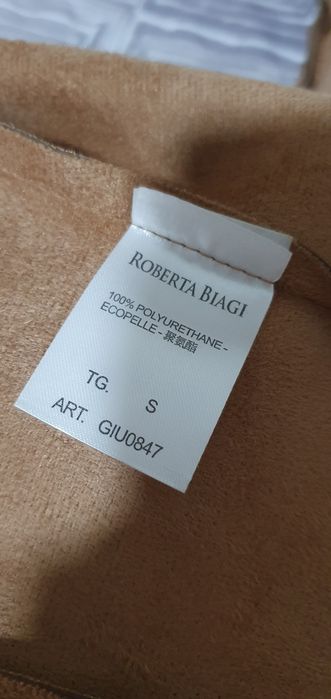 ROBERTA BIAGI
100% POLYURETHANE -
ECOPELLE - 聚氨酯
TG. S
ART. GIU0847